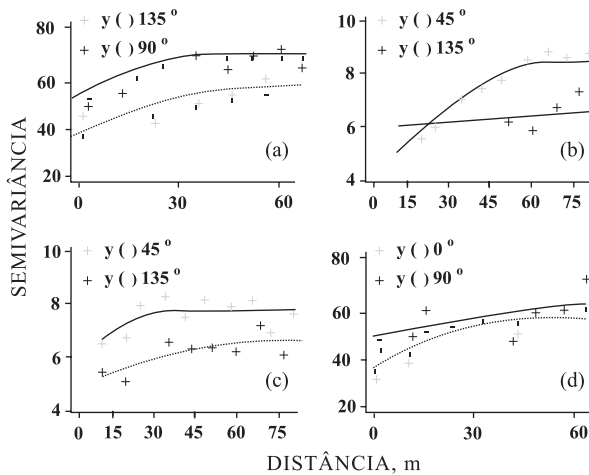 SEMIVARIÂNCIA
y ( ) 135 º
y ( ) 90 º
80
60
40
20
0
30
60
(a)
y ( ) 45 º
y ( ) 135 º
10
8
6
4
0
15
30
45
60
75
(b)
y ( ) 45 º
y ( ) 135 º
10
8
6
4
0
15
30
45
60
75
(c)
y ( ) 0 º
y ( ) 90 º
80
60
40
20
0
30
60
(d)
DISTÂNCIA, m